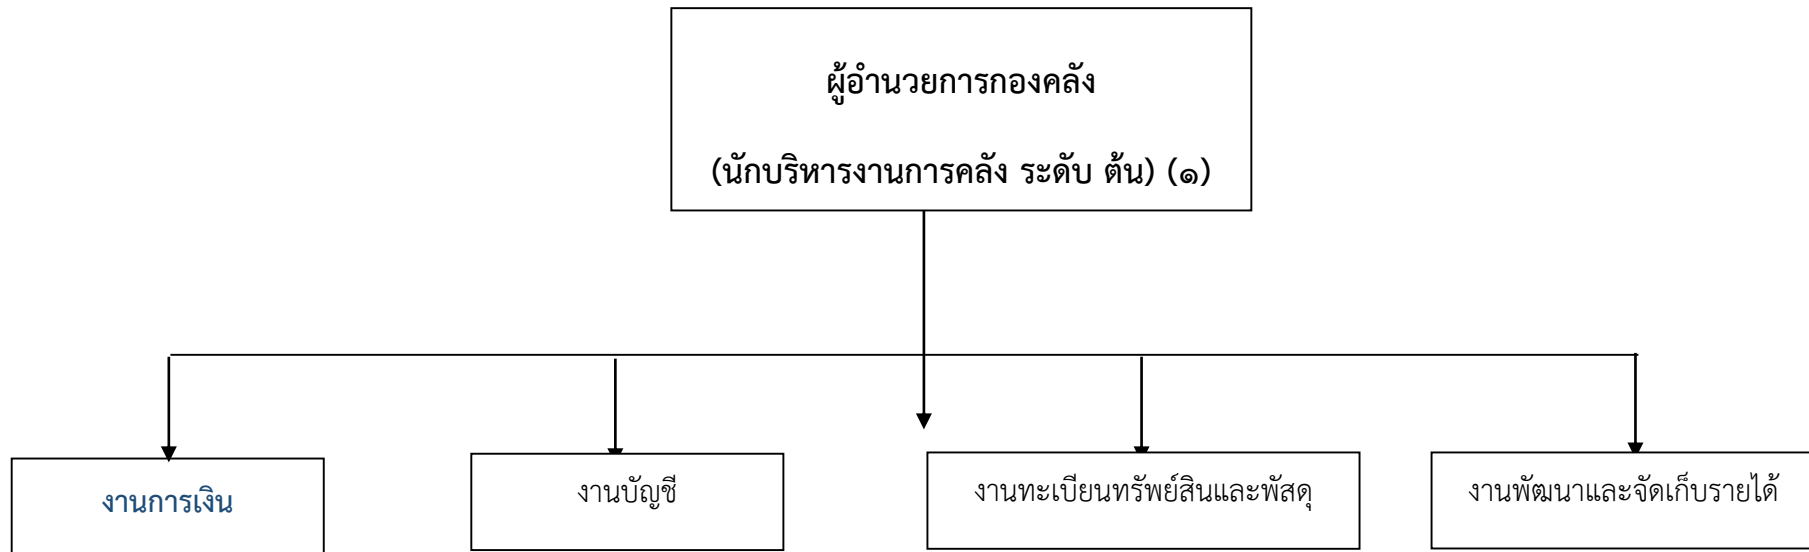 ผู้อำนวยการกองคลัง
(นักบริหารงานการคลัง ระดับ ต้น) (๑)
งานการเงิน
งานบัญชี
งานทะเบียนทรัพย์สินและพัสดุ
งานพัฒนาและจัดเก็บรายได้